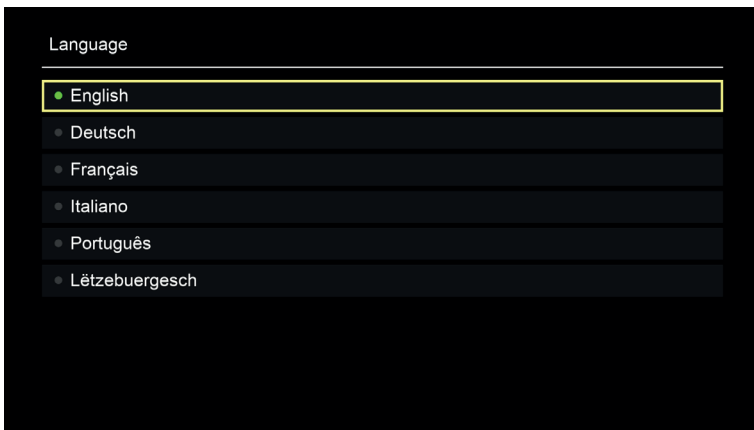 Language
English
Deutsch
Français
Italiano
Português
Lëtzebuergesch